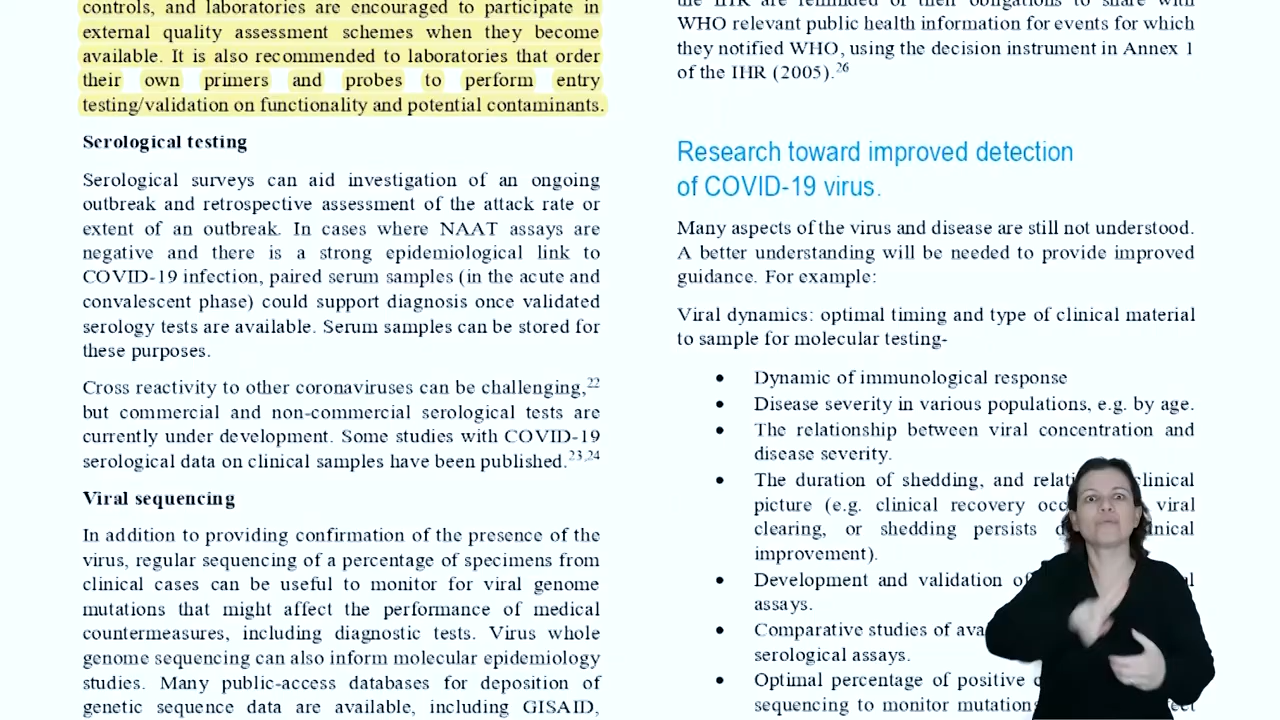 controls, and laboratories are encouraged to participate in
external quality assessment schemes when they become
available. It is also recommended to laboratories that order
their own primers and probes to perform entry
testing/validation on functionality and potential contaminants.
Serological testing
Serological surveys can aid investigation of an ongoing
outbreak and retrospective assessment of the attack rate or
extent of an outbreak. In cases where NAAT assays are
negative and there is a strong epidemiological link to
COVID-19 infection, paired serum samples (in the acute and
convalescent phase) could support diagnosis once validated
serology tests are available. Serum samples can be stored for
these purposes.
Cross reactivity to other coronaviruses can be challenging,22
but commercial and non-commercial serological tests are
currently under development. Some studies with COVID-19
serological data on clinical samples have been published.23,24
Viral sequencing
In addition to providing confirmation of the presence of the
virus, regular sequencing of a percentage of specimens from
clinical cases can be useful to monitor for viral genome
mutations that might affect the performance of medical
countermeasures, including diagnostic tests. Virus whole
genome sequencing can also inform molecular epidemiology
studies. Many public-access databases for deposition of
genetic sequence data are available, including GISAID,
the IHR are reminded of their obligations to share with
WHO relevant public health information for events for which
they notified WHO, using the decision instrument in Annex 1
of the IHR (2005).26
Research toward improved detection
of COVID-19 virus.
Many aspects of the virus and disease are still not understood.
A better understanding will be needed to provide improved
guidance. For example:
Viral dynamics: optimal timing and type of clinical material
to sample for molecular testing-
• Dynamic of immunological response
• Disease severity in various populations, e.g. by age.
• The relationship between viral concentration and
disease severity.
• The duration of shedding, and clinical
picture (e.g. clinical recovery viral
clearing, or shedding persists
improvement).
• Development and validation
assays.
• Comparative studies of
serological assays.
• Optimal percentage of positive
sequencing to monitor mutations